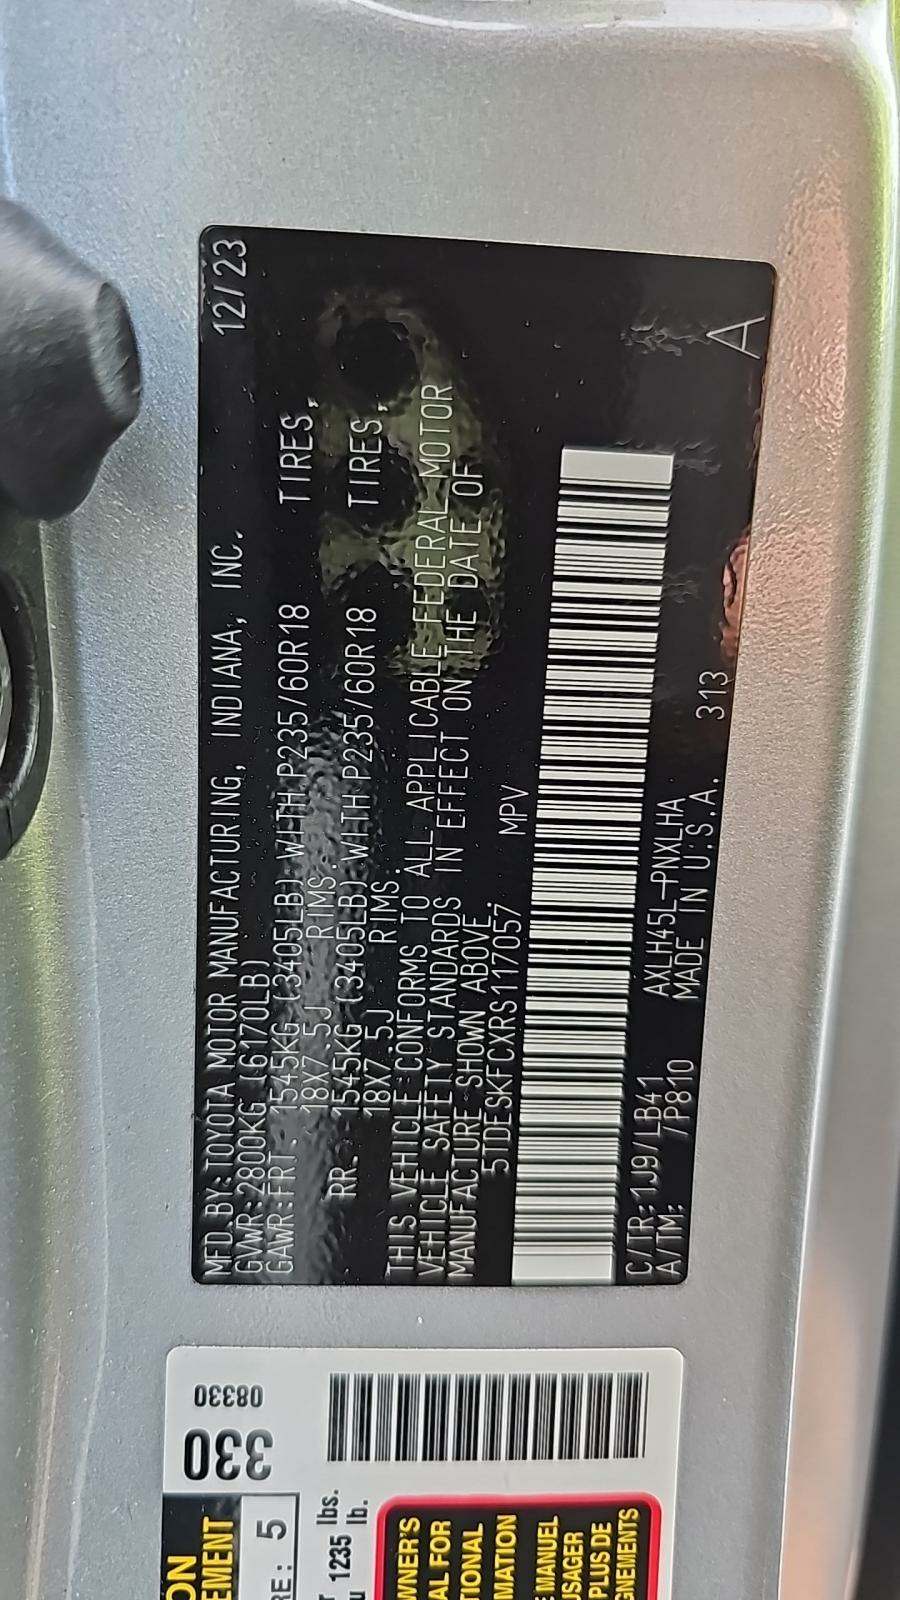 MFD.BY:TOYOTA MOTOR MANUFACTURING, INDIANA, INC. 12/23
GVWR:2800KG (6170LB)
GAWR:FRT. 1545KG (3405LB) WITH P235/60R18 TIRES,
18X7.5J RIMS.
RR. 1545KG (3405LB) WITH P235/60R18 TIRES,
18X7.5J RIMS.
THIS VEHICLE CONFORMS TO ALL APPLICABLE FEDERAL MOTOR
VEHICLE SAFETY STANDARDS IN EFFECT ON THE DATE OF
MANUFACTURE SHOWN ABOVE.
5TDESKFCXRS117057 MPV
C/TR:1J9/LB41 AXLH45L-PNXLHA 313 A
A/TM: /P810 MADE IN U.S.A.
08330
330
5
1235 lbs.
lb.
MANUEL
PLUS DE